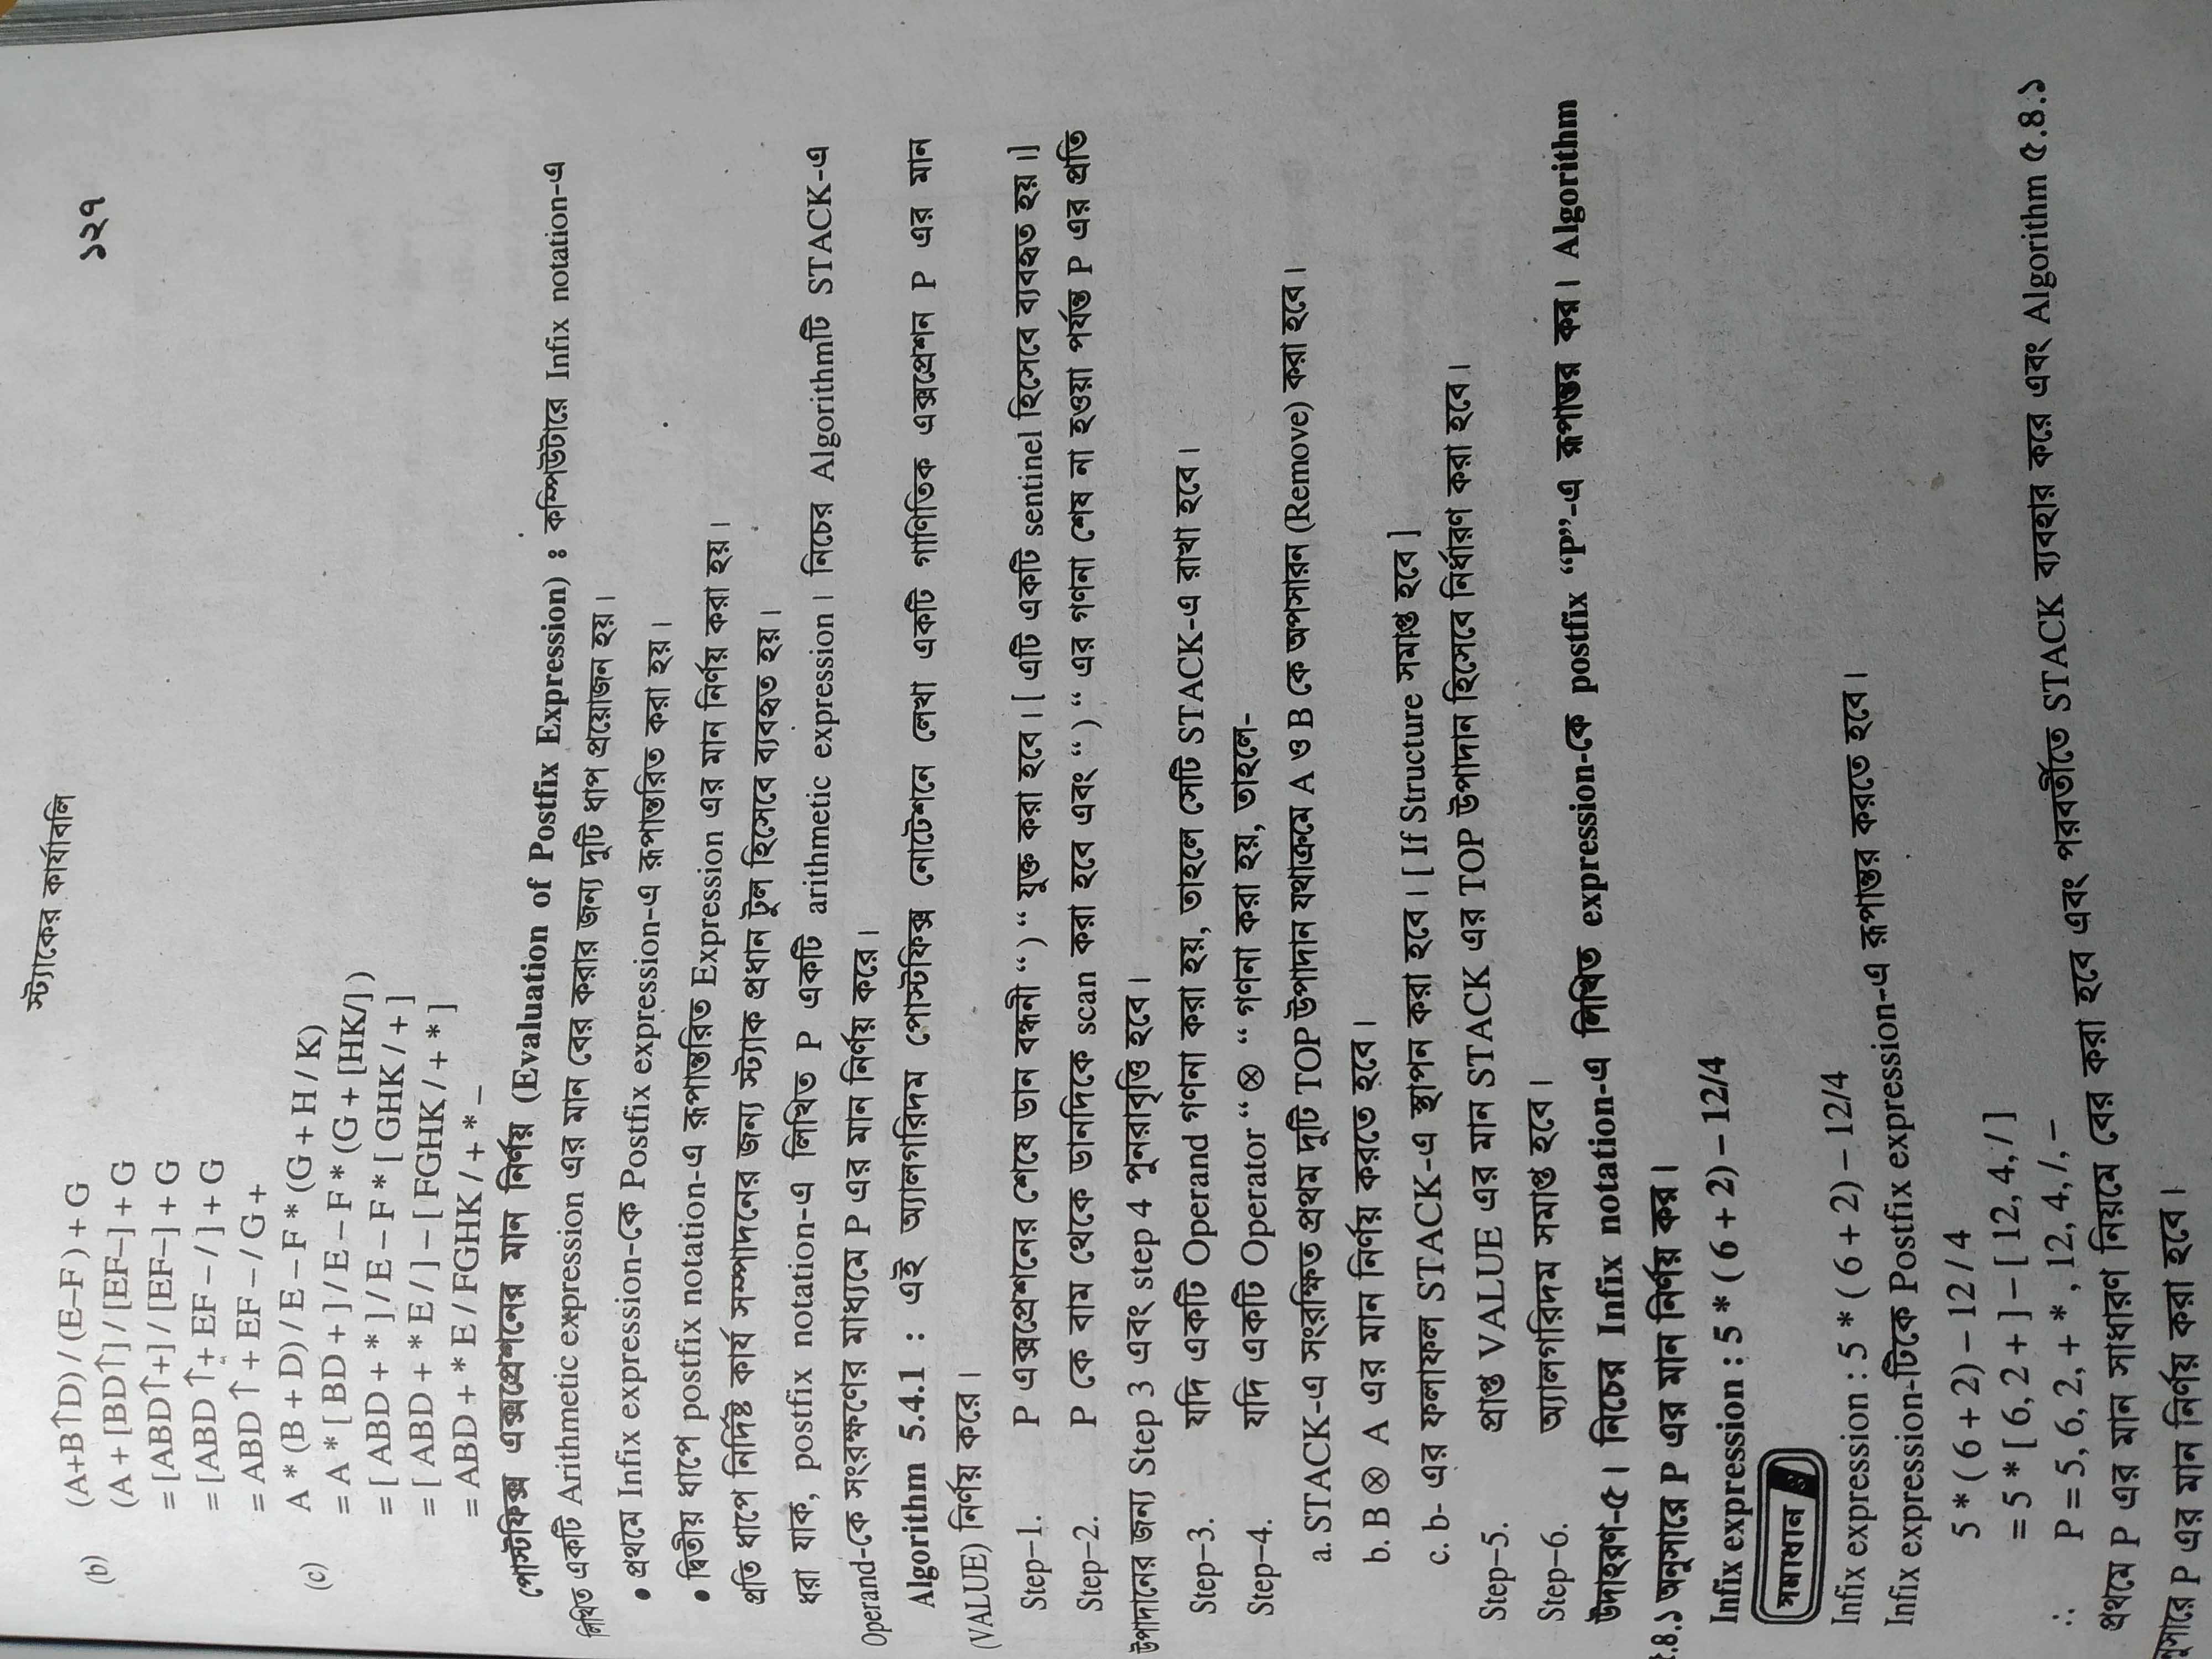 স্ট্যাকের কার্যাবলি
১২৭
(b) (A+B↑D) / (E–F ) + G
(A + [BD↑] / [EF–] + G
= [ABD↑+] / [EF–] + G
= [ABD ↑ + EF – / ] + G
= ABD ↑ + EF – / G +
(c) A * (B + D) / E – F * (G + H / K)
= A * [ BD + ] / E – F * (G + [HK/] )
= [ ABD + * ] / E – F * [ GHK / + ]
= [ ABD + * E / ] – [ FGHK / + * ]
= ABD + * E / FGHK / + * –
পোস্টফিক্স এক্সপ্রেশনের মান নির্ণয় (Evaluation of Postfix Expression) : কম্পিউটারে Infix notation-এ
লিখিত একটি Arithmetic expression এর মান বের করার জন্য দুটি ধাপ প্রয়োজন হয়।
• প্রথমে Infix expression-কে Postfix expression-এ রূপান্তরিত করা হয়।
• দ্বিতীয় ধাপে postfix notation-এ রূপান্তরিত Expression এর মান নির্ণয় করা হয়।
প্রতি ধাপে নির্দিষ্ট কার্য সম্পাদনের জন্য স্ট্যাক প্রধান টুল হিসেবে ব্যবহৃত হয়।
ধরা যাক, postfix notation-এ লিখিত P একটি arithmetic expression। নিচের Algorithmটি STACK-এ
Operand-কে সংরক্ষণের মাধ্যমে P এর মান নির্ণয় করে।
Algorithm 5.4.1 : এই অ্যালগরিদম পোস্টফিক্স নোটেশনে লেখা একটি গাণিতিক এক্সপ্রেশন P এর মান
(VALUE) নির্ণয় করে।
Step–1. P এক্সপ্রেশনের শেষে ডান বন্ধনী “ ) “ যুক্ত করা হবে। [ এটি একটি sentinel হিসেবে ব্যবহৃত হয়।]
Step–2. P কে বাম থেকে ডানদিকে scan করা হবে এবং “ ) “ এর গণনা শেষ না হওয়া পর্যন্ত P এর প্রতি
উপাদানের জন্য Step 3 এবং step 4 পুনরাবৃত্তি হবে।
Step–3. যদি একটি Operand গণনা করা হয়, তাহলে সেটি STACK-এ রাখা হবে।
Step–4. যদি একটি Operator “ ⊗ “ গণনা করা হয়, তাহলে-
a. STACK-এ সংরক্ষিত প্রথম দুটি TOP উপাদান যথাক্রমে A ও B কে অপসারন (Remove) করা হবে।
b. B ⊗ A এর মান নির্ণয় করতে হবে।
c. b- এর ফলাফল STACK-এ স্থাপন করা হবে। [ If Structure সমাপ্ত হবে ]
Step–5. প্রাপ্ত VALUE এর মান STACK এর TOP উপাদান হিসেবে নির্ধারণ করা হবে।
Step–6. অ্যালগরিদম সমাপ্ত হবে।
উদাহরণ-৫। নিচের Infix notation-এ লিখিত expression-কে postfix “P”-এ রূপান্তর কর। Algorithm
৫.৪.১ অনুসারে P এর মান নির্ণয় কর।
Infix expression : 5 * ( 6 + 2) – 12/4
সমাধান ঃ
Infix expression : 5 * ( 6 + 2) – 12/4
Infix expression-টিকে Postfix expression-এ রূপান্তর করতে হবে।
5 * ( 6 + 2) – 12 / 4
= 5 * [ 6, 2 + ] – [ 12, 4, / ]
∴ P = 5, 6, 2, + * , 12, 4, /, –
প্রথমে P এর মান সাধারণ নিয়মে বের করা হবে এবং পরবর্তীতে STACK ব্যবহার করে এবং Algorithm ৫.৪.১
নুসারে P এর মান নির্ণয় করা হবে।